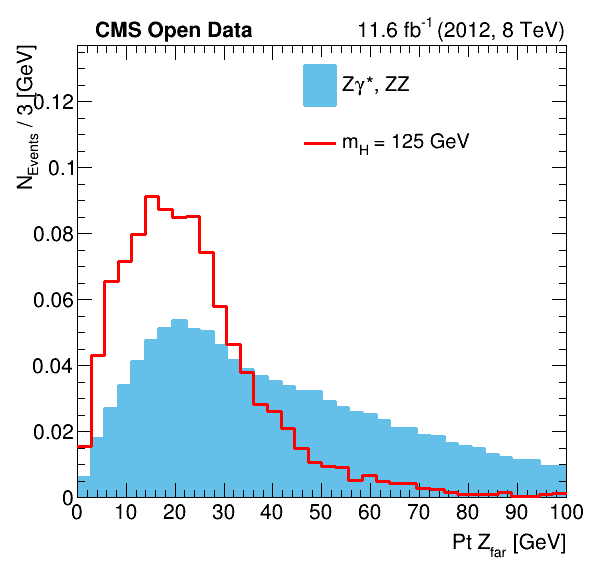 CMS Open Data
11.6 fb-1 (2012, 8 TeV)
NEvents / 3 [GeV]
Zγ*, ZZ
mH = 125 GeV
0.12
0.1
0.08
0.06
0.04
0.02
0
0 10 20 30 40 50 60 70 80 90 100
Pt Zfar [GeV]